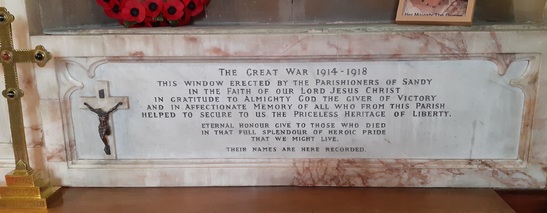 The Great War 1914-1918
This window erected by the Parishioners of Sandy
in the Faith of our Lord Jesus Christ
in gratitude to Almighty God the giver of Victory
and in Affectionate Memory of all who from this Parish
helped to secure to us the Priceless Heritage of Liberty.
Eternal honour give to those who died
in that full splendour of heroic pride
that we might live.
Their names are here recorded.